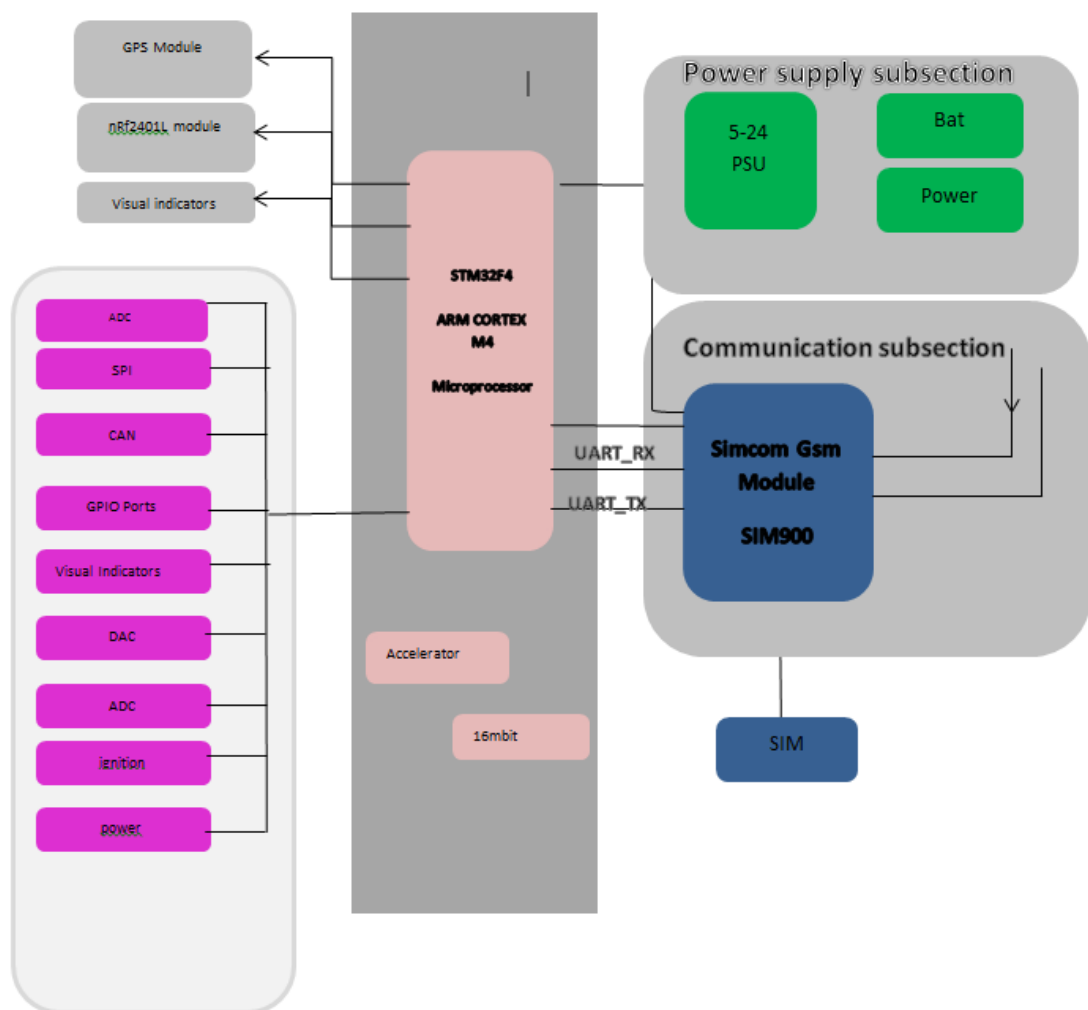 GPS Module
nRf2401L module
Visual indicators
ADC
SPI
CAN
GPIO Ports
Visual Indicators
DAC
ADC
ignition
power
STM32F4
ARM CORTEX
M4
Microprocessor
Accelerator
16mbit
Power supply subsection
5-24
PSU
Bat
Power
Communication subsection
UART_RX
UART_TX
Simcom Gsm
Module
SIM900
SIM